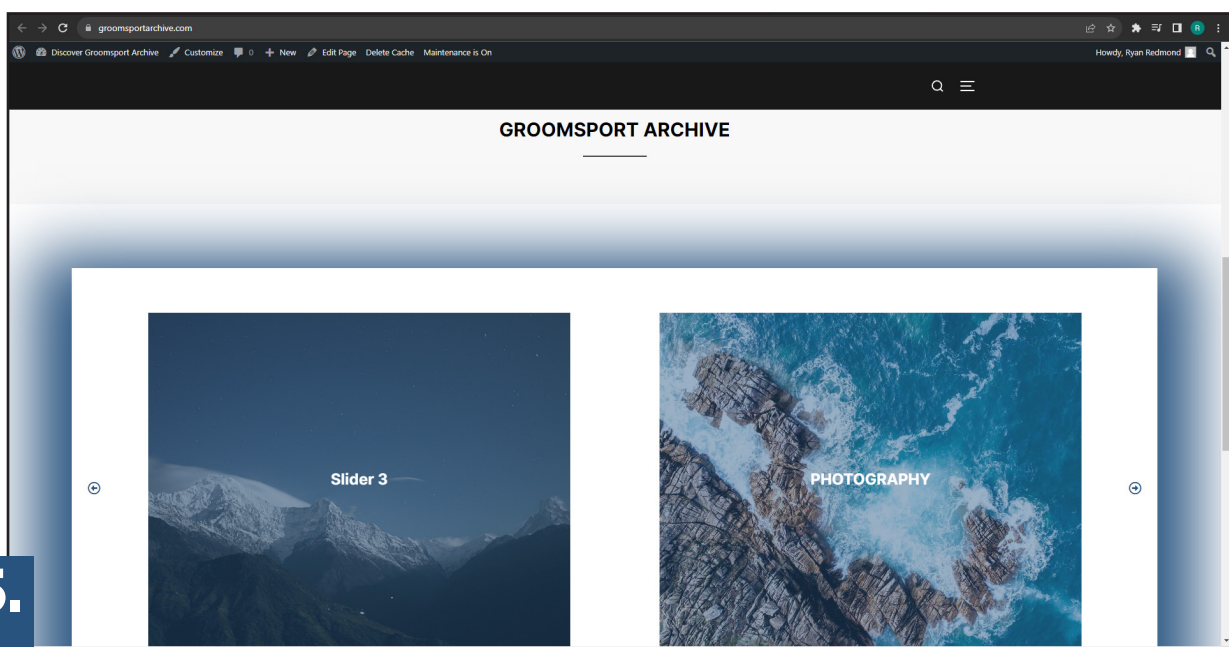 groomsportarchive.com
R
Discover Groomsport Archive Customize 0 + New Edit Page Delete Cache Maintenance is On Howdy, Ryan Redmond
GROOMSPORT ARCHIVE
Slider 3
PHOTOGRAPHY
5.